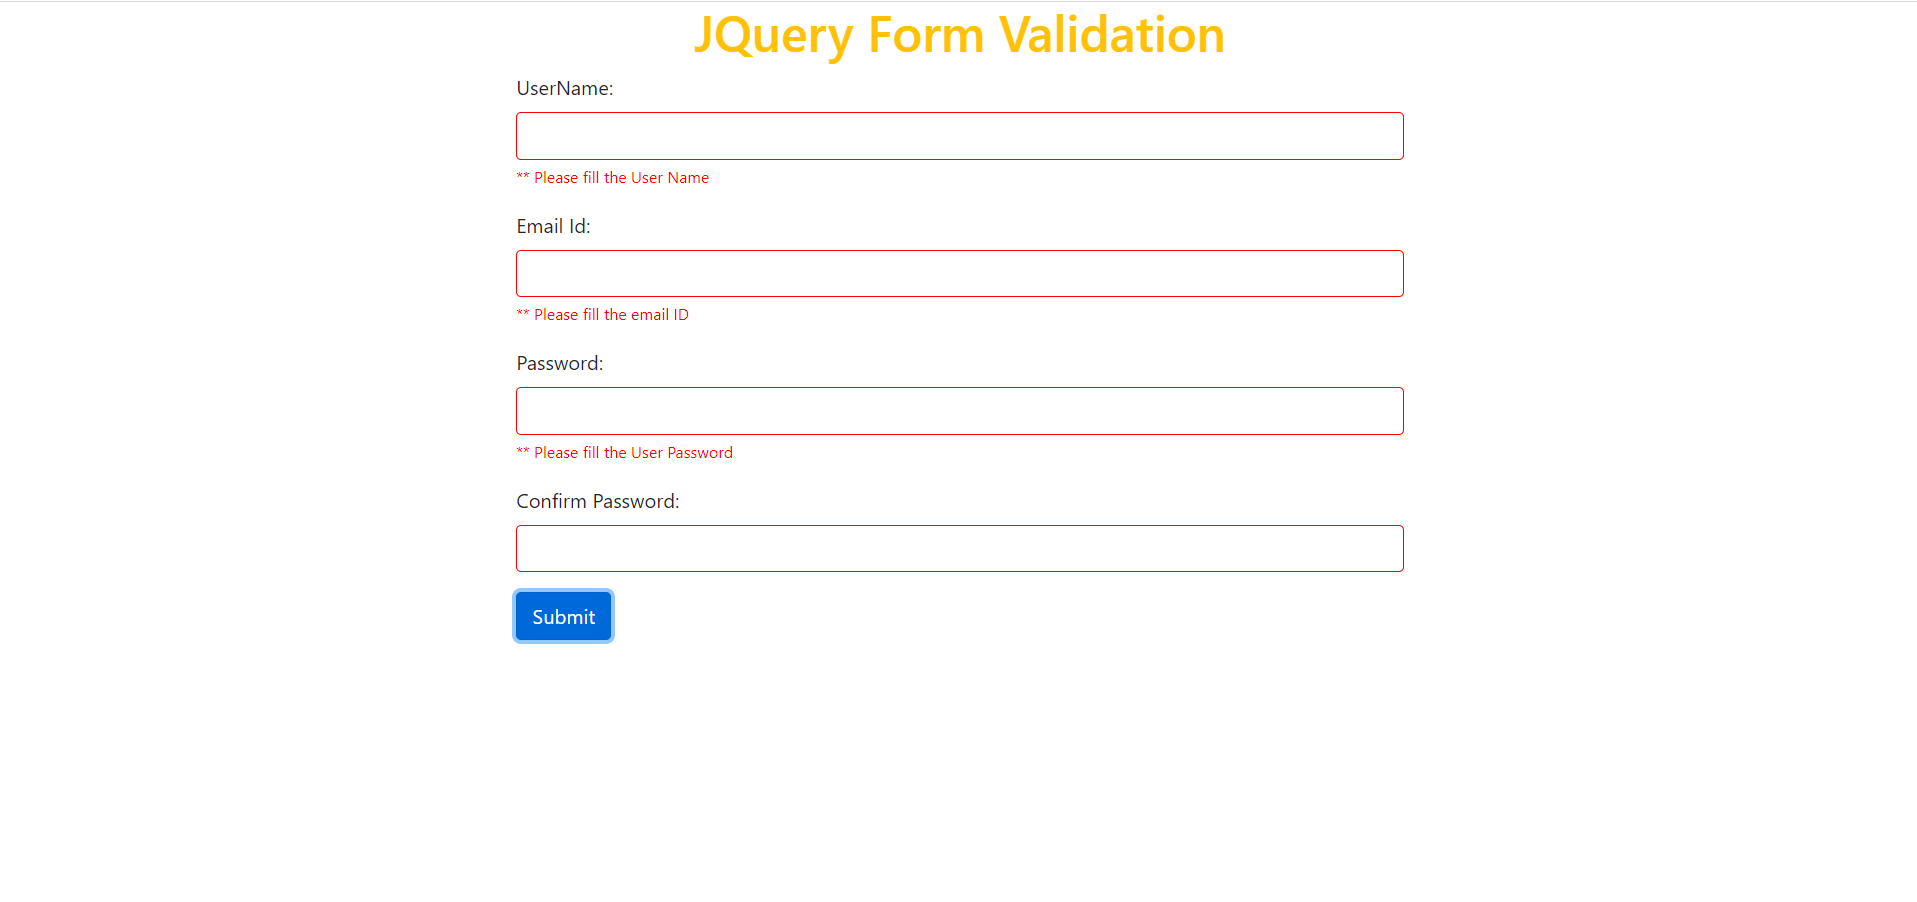 JQuery Form Validation
UserName:
** Please fill the User Name
Email Id:
** Please fill the email ID
Password:
** Please fill the User Password
Confirm Password:
Submit